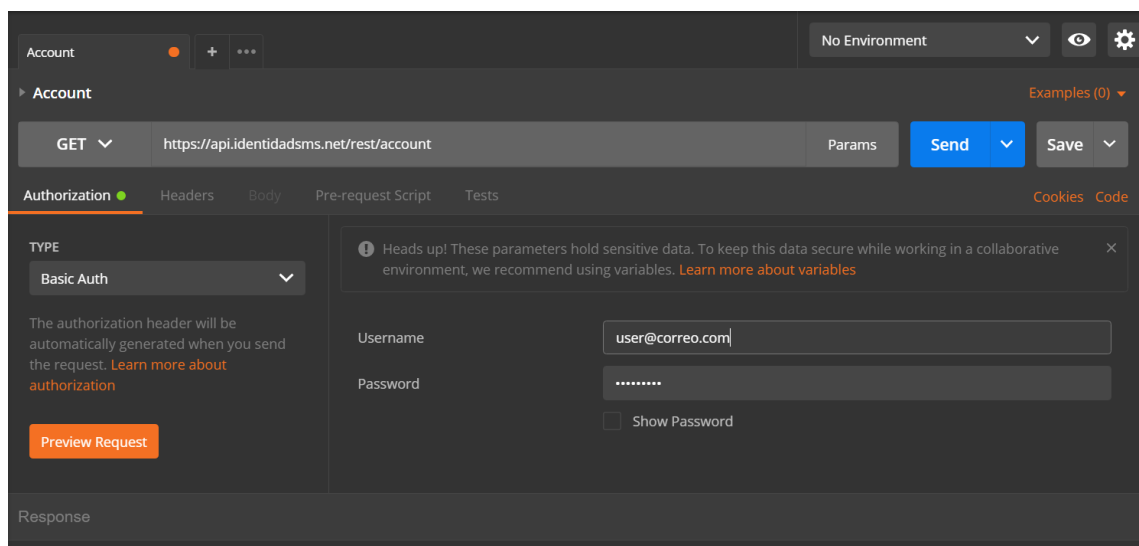 Account
+
•••
No Environment
Account
Examples (0)
GET
https://api.identidadsms.net/rest/account
Params
Send
Save
Authorization
Headers
Body
Pre-request Script
Tests
Cookies
Code
TYPE
Basic Auth
The authorization header will be
automatically generated when you send
the request. Learn more about
authorization
Preview Request
Heads up! These parameters hold sensitive data. To keep this data secure while working in a collaborative
environment, we recommend using variables. Learn more about variables
Username
user@correo.com
Password
•••••••••
Show Password
Response